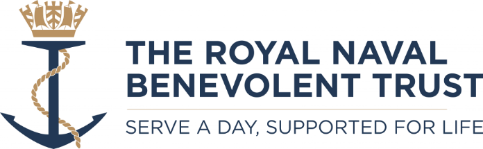 THE ROYAL NAVAL
BENEVOLENT TRUST
SERVE A DAY, SUPPORTED FOR LIFE